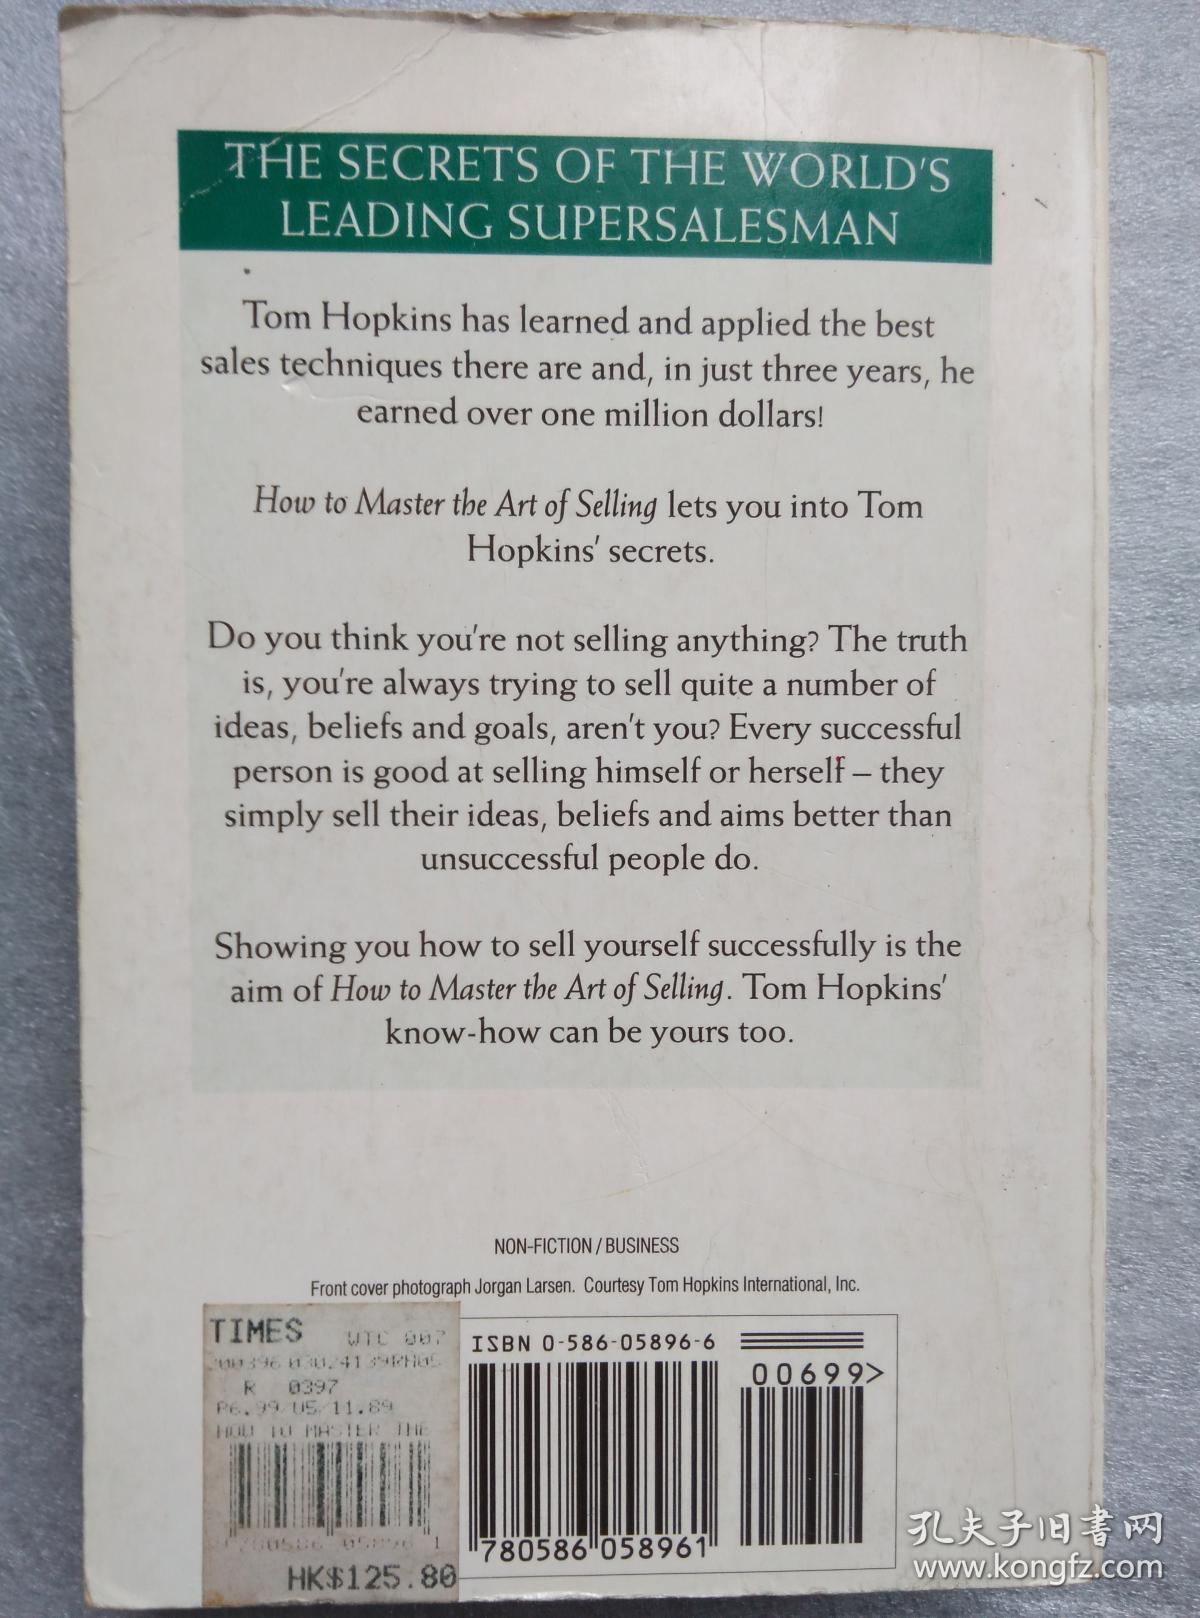 THE SECRETS OF THE WORLD'S
LEADING SUPERSALESMAN
Tom Hopkins has learned and applied the best
sales techniques there are and, in just three years, he
earned over one million dollars!
How to Master the Art of Selling lets you into Tom
Hopkins' secrets.
Do you think you're not selling anything? The truth
is, you're always trying to sell quite a number of
ideas, beliefs and goals, aren't you? Every successful
person is good at selling himself or herself – they
simply sell their ideas, beliefs and aims better than
unsuccessful people do.
Showing you how to sell yourself successfully is the
aim of How to Master the Art of Selling. Tom Hopkins'
know-how can be yours too.
NON-FICTION / BUSINESS
Front cover photograph Jorgan Larsen. Courtesy Tom Hopkins International, Inc.
TIMES WTC 007
R 0397
P6.99/US/11.89
HOW TO MASTER THE
HK$125.80
ISBN 0-586-05896-6
00699>
780586 058961
孔夫子旧书网
www.kongfz.com